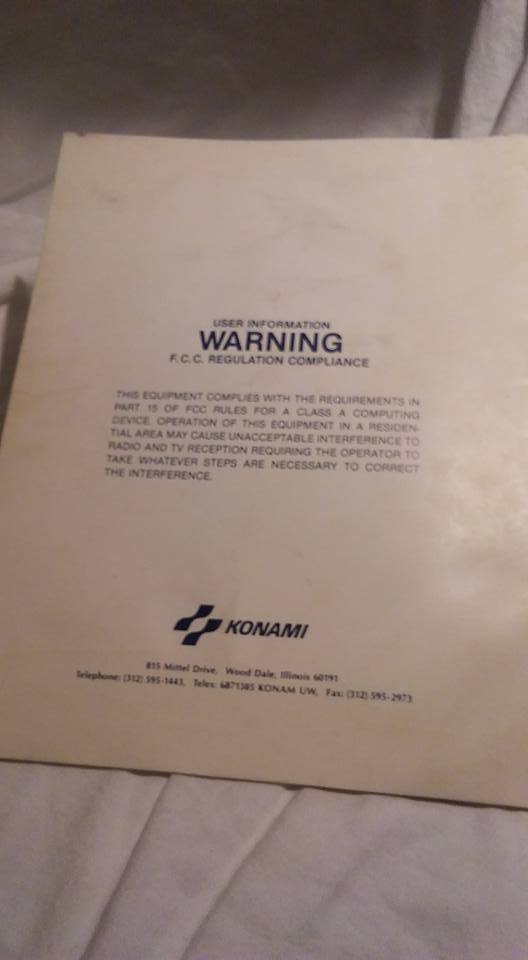 USER INFORMATION
WARNING
F.C.C. REGULATION COMPLIANCE
THIS EQUIPMENT COMPLIES WITH THE REQUIREMENTS IN
PART 15 OF FCC RULES FOR A CLASS A COMPUTING
DEVICE. OPERATION OF THIS EQUIPMENT IN A RESIDEN-
TIAL AREA MAY CAUSE UNACCEPTABLE INTERFERENCE TO
RADIO AND TV RECEPTION REQUIRING THE OPERATOR TO
TAKE WHATEVER STEPS ARE NECESSARY TO CORRECT
THE INTERFERENCE.
KONAMI
815 Mittel Drive, Wood Dale, Illinois 60191
Telephone: (312) 595-1443, Telex: 6871385 KONAM UW, Fax: (312) 595-2973